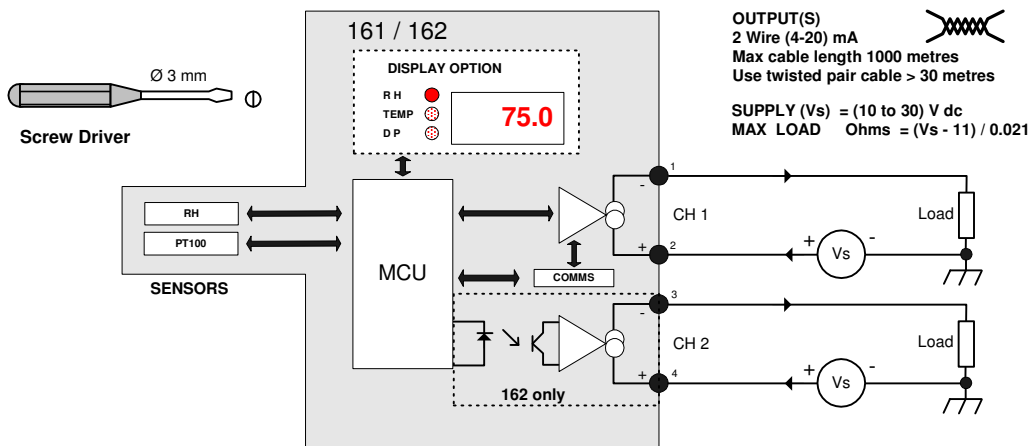 161 / 162
OUTPUT(S)
2 Wire (4-20) mA
Max cable length 1000 metres
Use twisted pair cable > 30 metres
SUPPLY (Vs) = (10 to 30) V dc
MAX LOAD Ohms = (Vs - 11) / 0.021
Ø 3 mm
Screw Driver
DISPLAY OPTION
R H
TEMP
D P
75.0
RH
PT100
SENSORS
MCU
COMMS
1
-
CH 1
+
2
Load
+
Vs
-
3
-
CH 2
+
4
Load
+
Vs
-
162 only